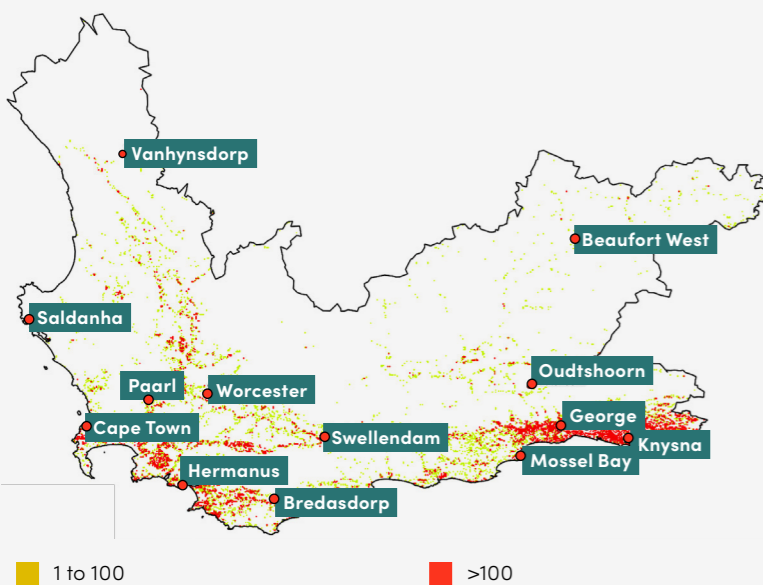 Vanhynsdorp
Beaufort West
Saldanha
Oudtshoorn
Paarl
Worcester
George
Cape Town
Swellendam
Knysna
Mossel Bay
Hermanus
Bredasdorp
1 to 100
>100